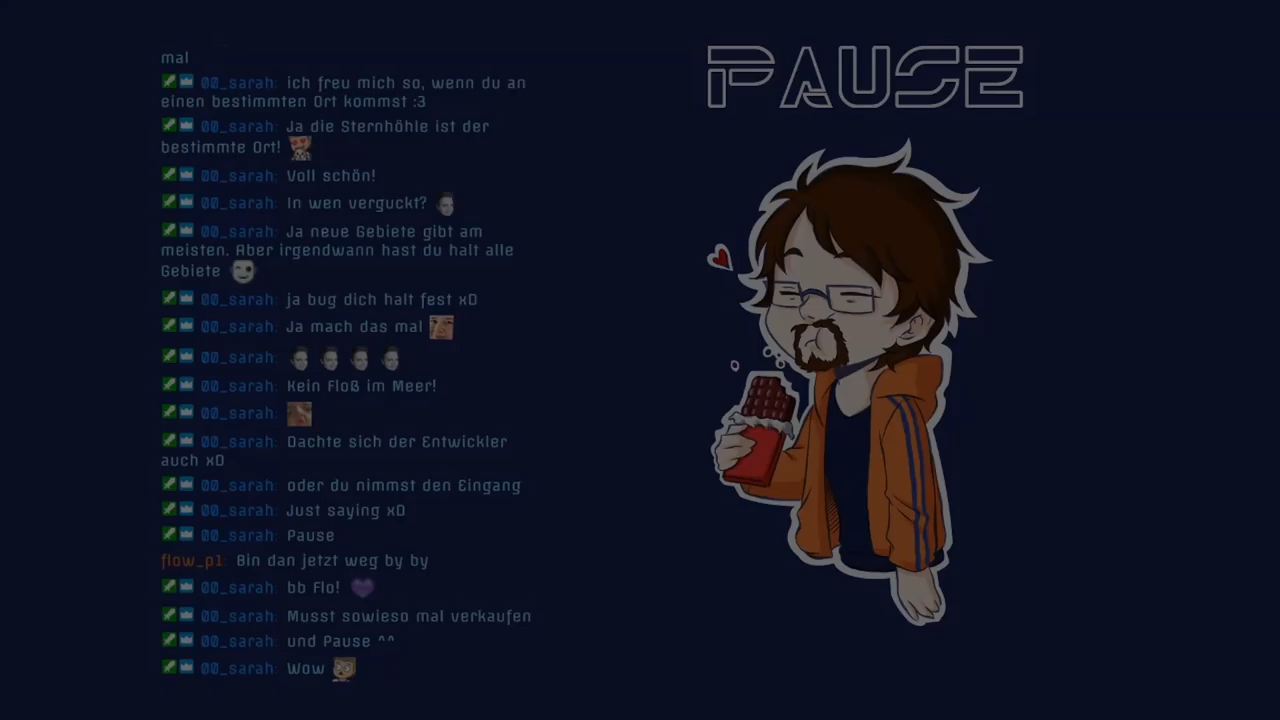 mal
00_sarah: ich freu mich so, wenn du an
einen bestimmten Ort kommst :3
00_sarah: Ja die Sternhöhle ist der
bestimmte Ort!
00_sarah: Voll schön!
00_sarah: In wen verguckt?
00_sarah: Ja neue Gebiete gibt am
meisten. Aber irgendwann hast du halt alle
Gebiete
00_sarah: ja bug dich halt fest xD
00_sarah: Ja mach das mal
00_sarah:
00_sarah: Kein Floß im Meer!
00_sarah:
00_sarah: Dachte sich der Entwickler
auch xD
00_sarah: oder du nimmst den Eingang
00_sarah: Just saying xD
00_sarah: Pause
flow_p1: Bin dan jetzt weg by by
00_sarah: bb Flo!
00_sarah: Musst sowieso mal verkaufen
00_sarah: und Pause ^^
00_sarah: Wow
PAUSE